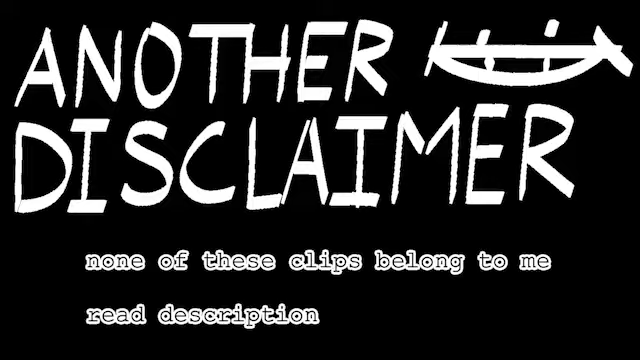 ANOTHER
DISCLAIMER
none of these clips belong to me
read description